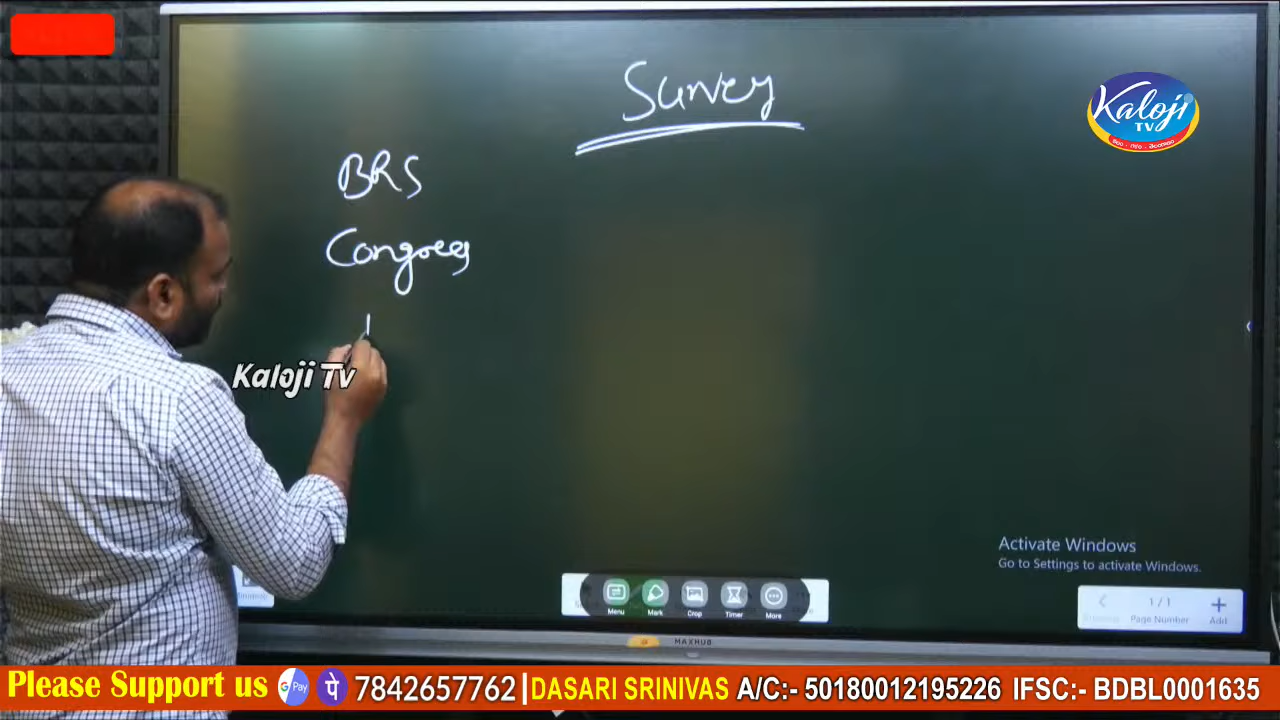 Survey
Kaloji
TV
BRS
Congress
Kaloji Tv
Activate Windows
Go to Settings to activate Windows.
Menu
Mark
Crop
Timer
More
1/1
Page Number
Add
MAXHUB
Please Support us G Pay पे 7842657762 | DASARI SRINIVAS A/C:- 50180012195226 IFSC:- BDBL0001635